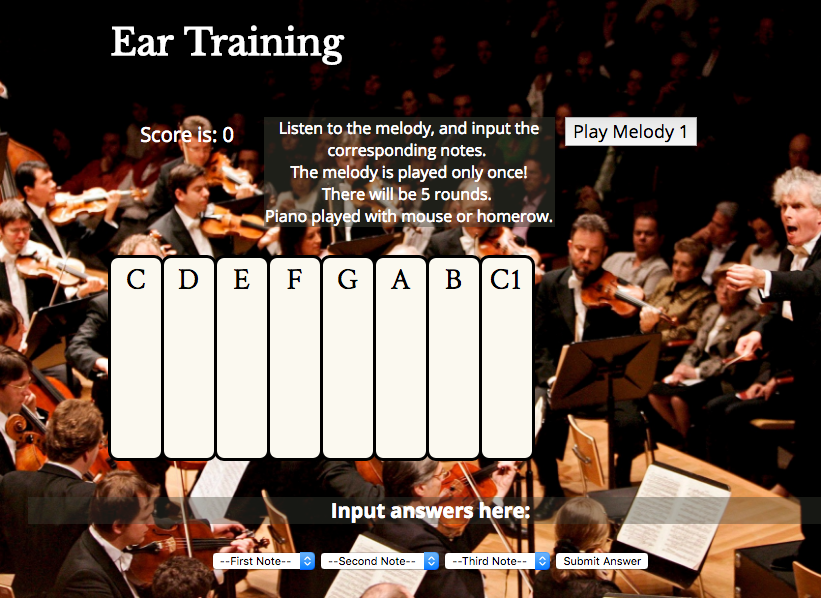 Ear Training
Score is: 0
Listen to the melody, and input the
corresponding notes.
The melody is played only once!
There will be 5 rounds.
Piano played with mouse or homerow.
Play Melody 1
C D E F G A B C1
Input answers here:
--First Note-- --Second Note-- --Third Note-- Submit Answer